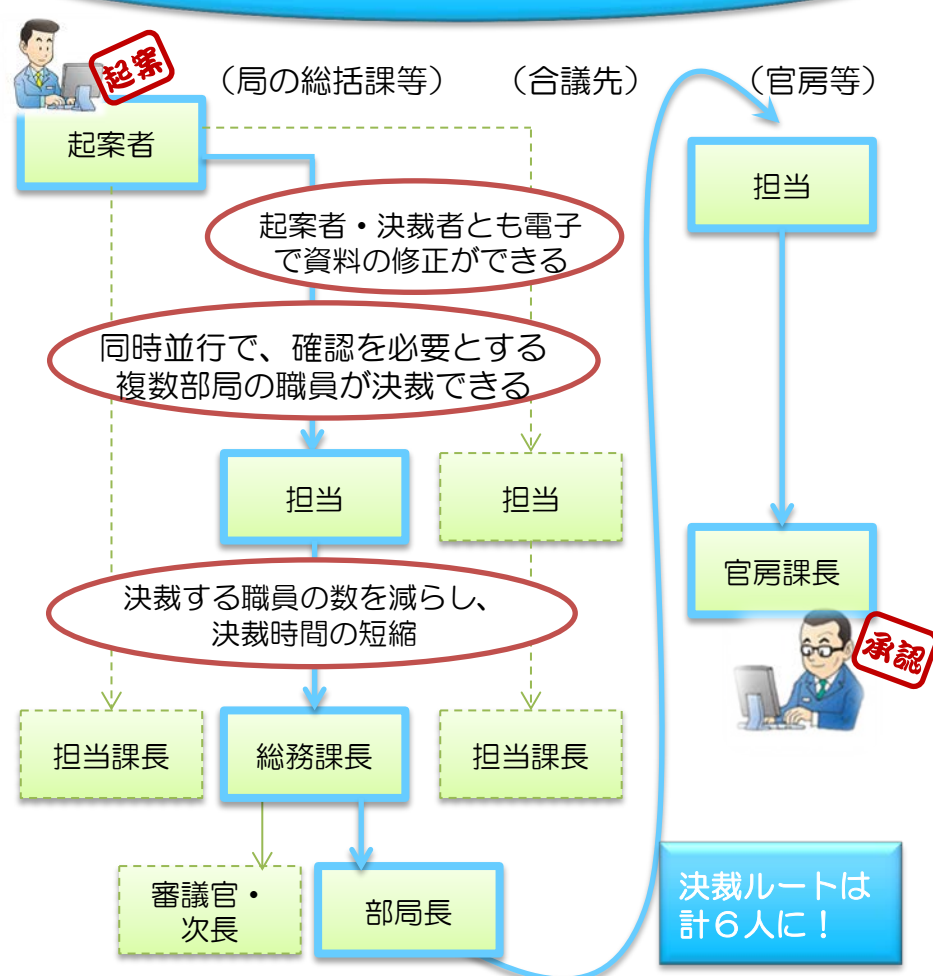 起案
（局の総括課等）
（合議先）
（官房等）
起案者
担当
起案者・決裁者とも電子
で資料の修正ができる
同時並行で、確認を必要とする
複数部局の職員が決裁できる
担当
担当
官房課長
決裁する職員の数を減らし、
決裁時間の短縮
承認
担当課長
総務課長
担当課長
審議官・
次長
部局長
決裁ルートは
計６人に！